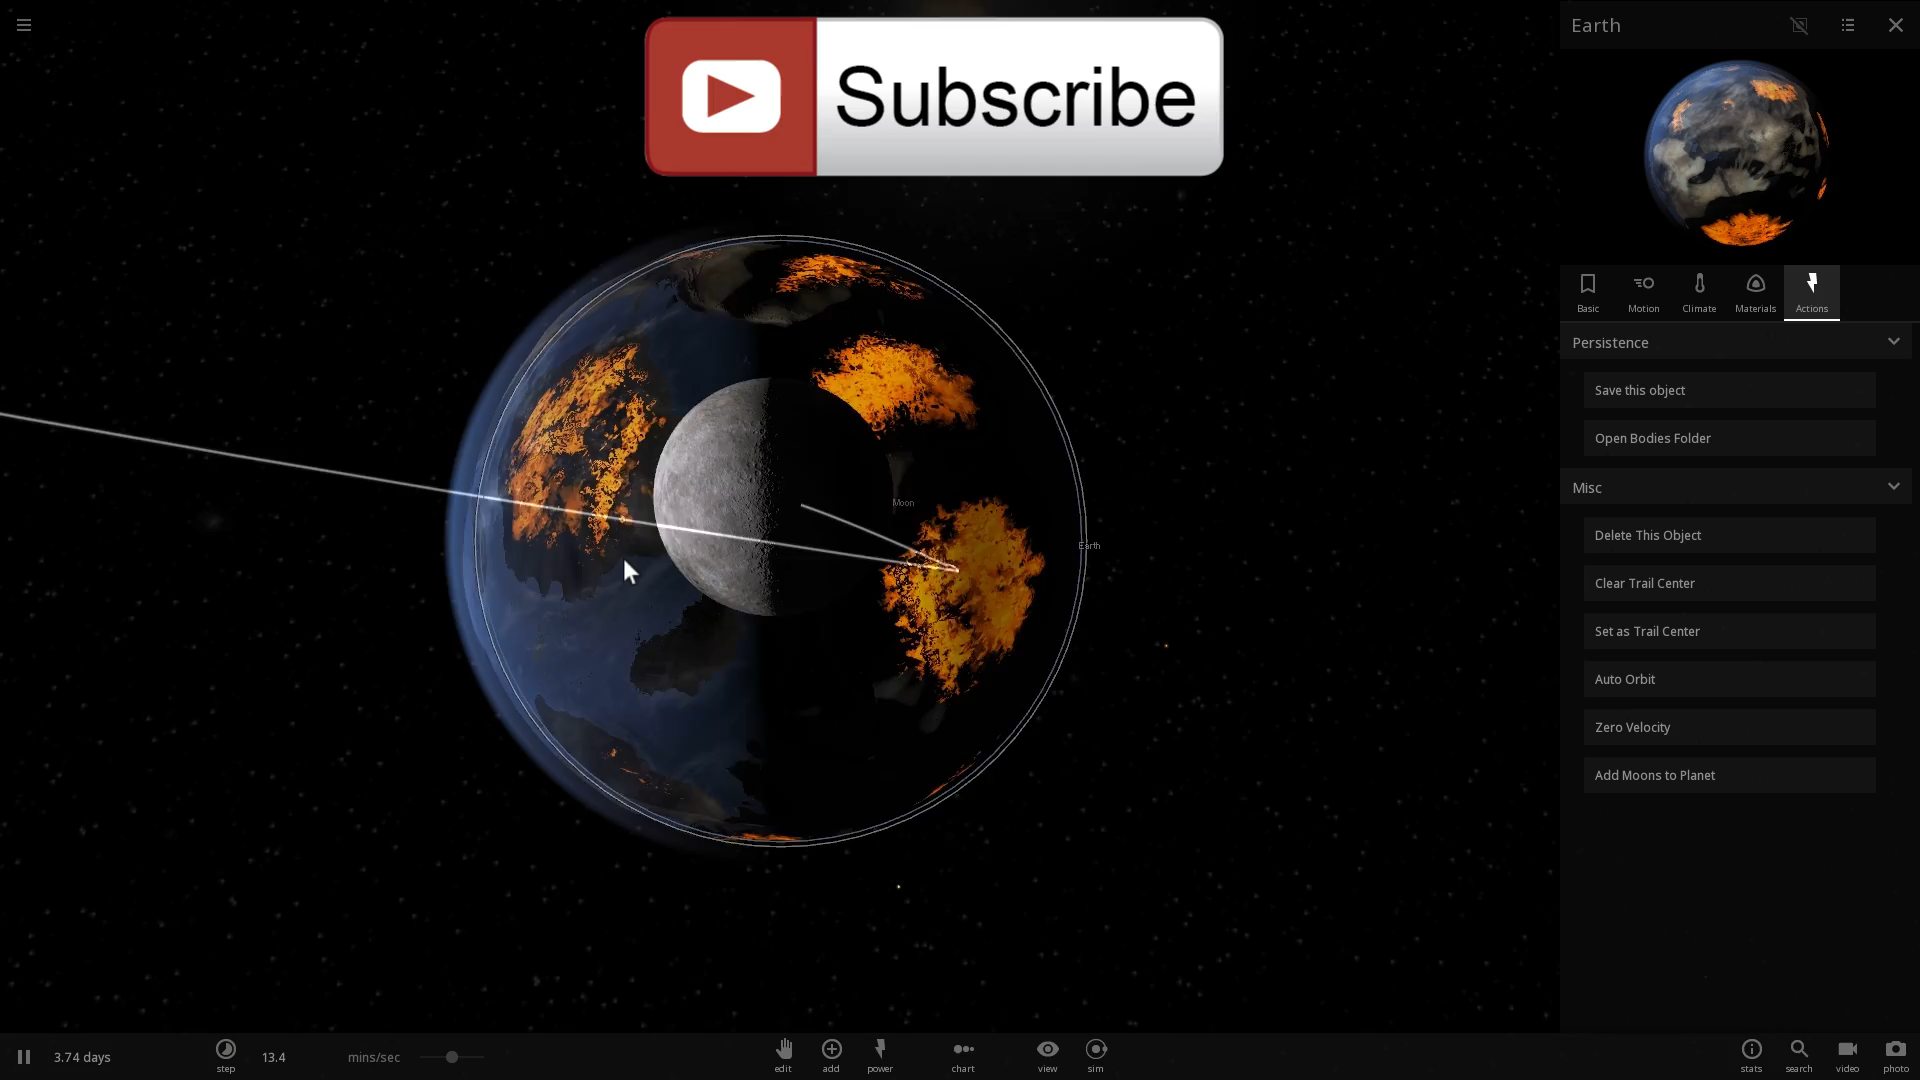 Subscribe
Earth
Basic
Motion
Climate
Materials
Actions
Persistence
Save this object
Open Bodies Folder
Misc
Delete This Object
Clear Trail Center
Set as Trail Center
Auto Orbit
Zero Velocity
Add Moons to Planet
Moon
Earth
3.74 days
step
13.4
mins/sec
edit
add
power
chart
view
sim
stats
search
video
photo